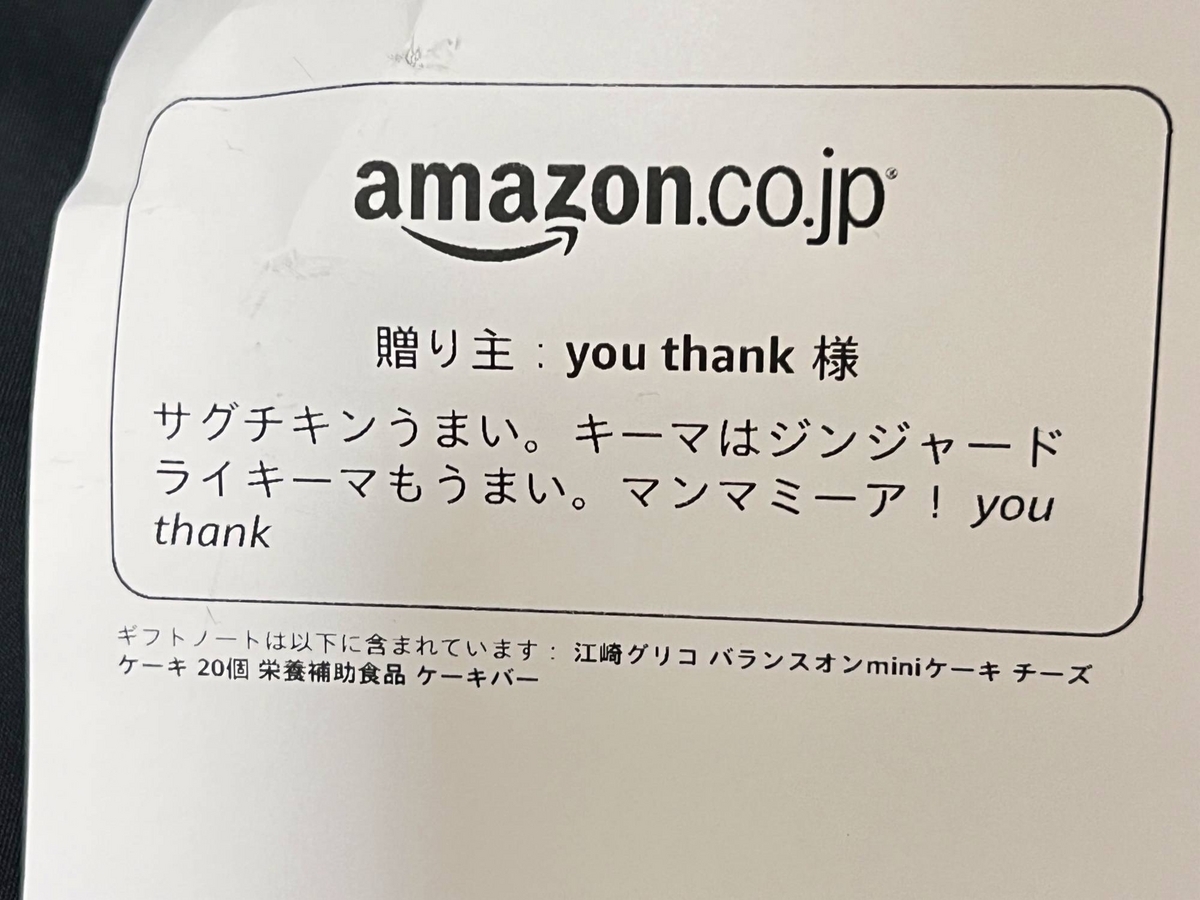 amazon.co.jp
贈り主 : you thank 様
サグチキンうまい。キーマはジンジャード
ライキーマもうまい。マンマミーア！ you
thank
ギフトノートは以下に含まれています : 江崎グリコ バランスオンminiケーキ チーズ
ケーキ 20個 栄養補助食品 ケーキバー